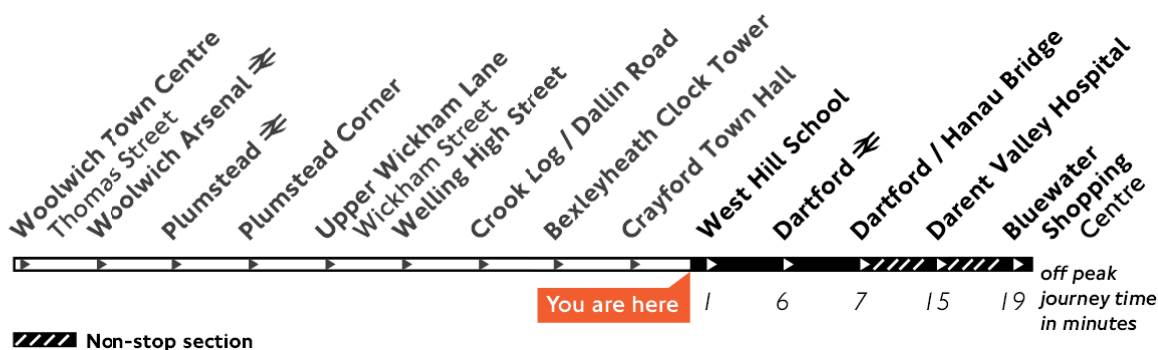 Woolwich Town Centre
Thomas Street
Woolwich Arsenal
Plumstead
Plumstead Corner
Upper Wickham Lane
Wickham Street
Welling High Street
Crook Log / Dallin Road
Bexleyheath Clock Tower
Crayford Town Hall
West Hill School
Dartford
Dartford / Hanau Bridge
Darent Valley Hospital
Bluewater
Shopping
Centre
You are here
1 6 7 15 19
off peak
journey time
in minutes
Non-stop section